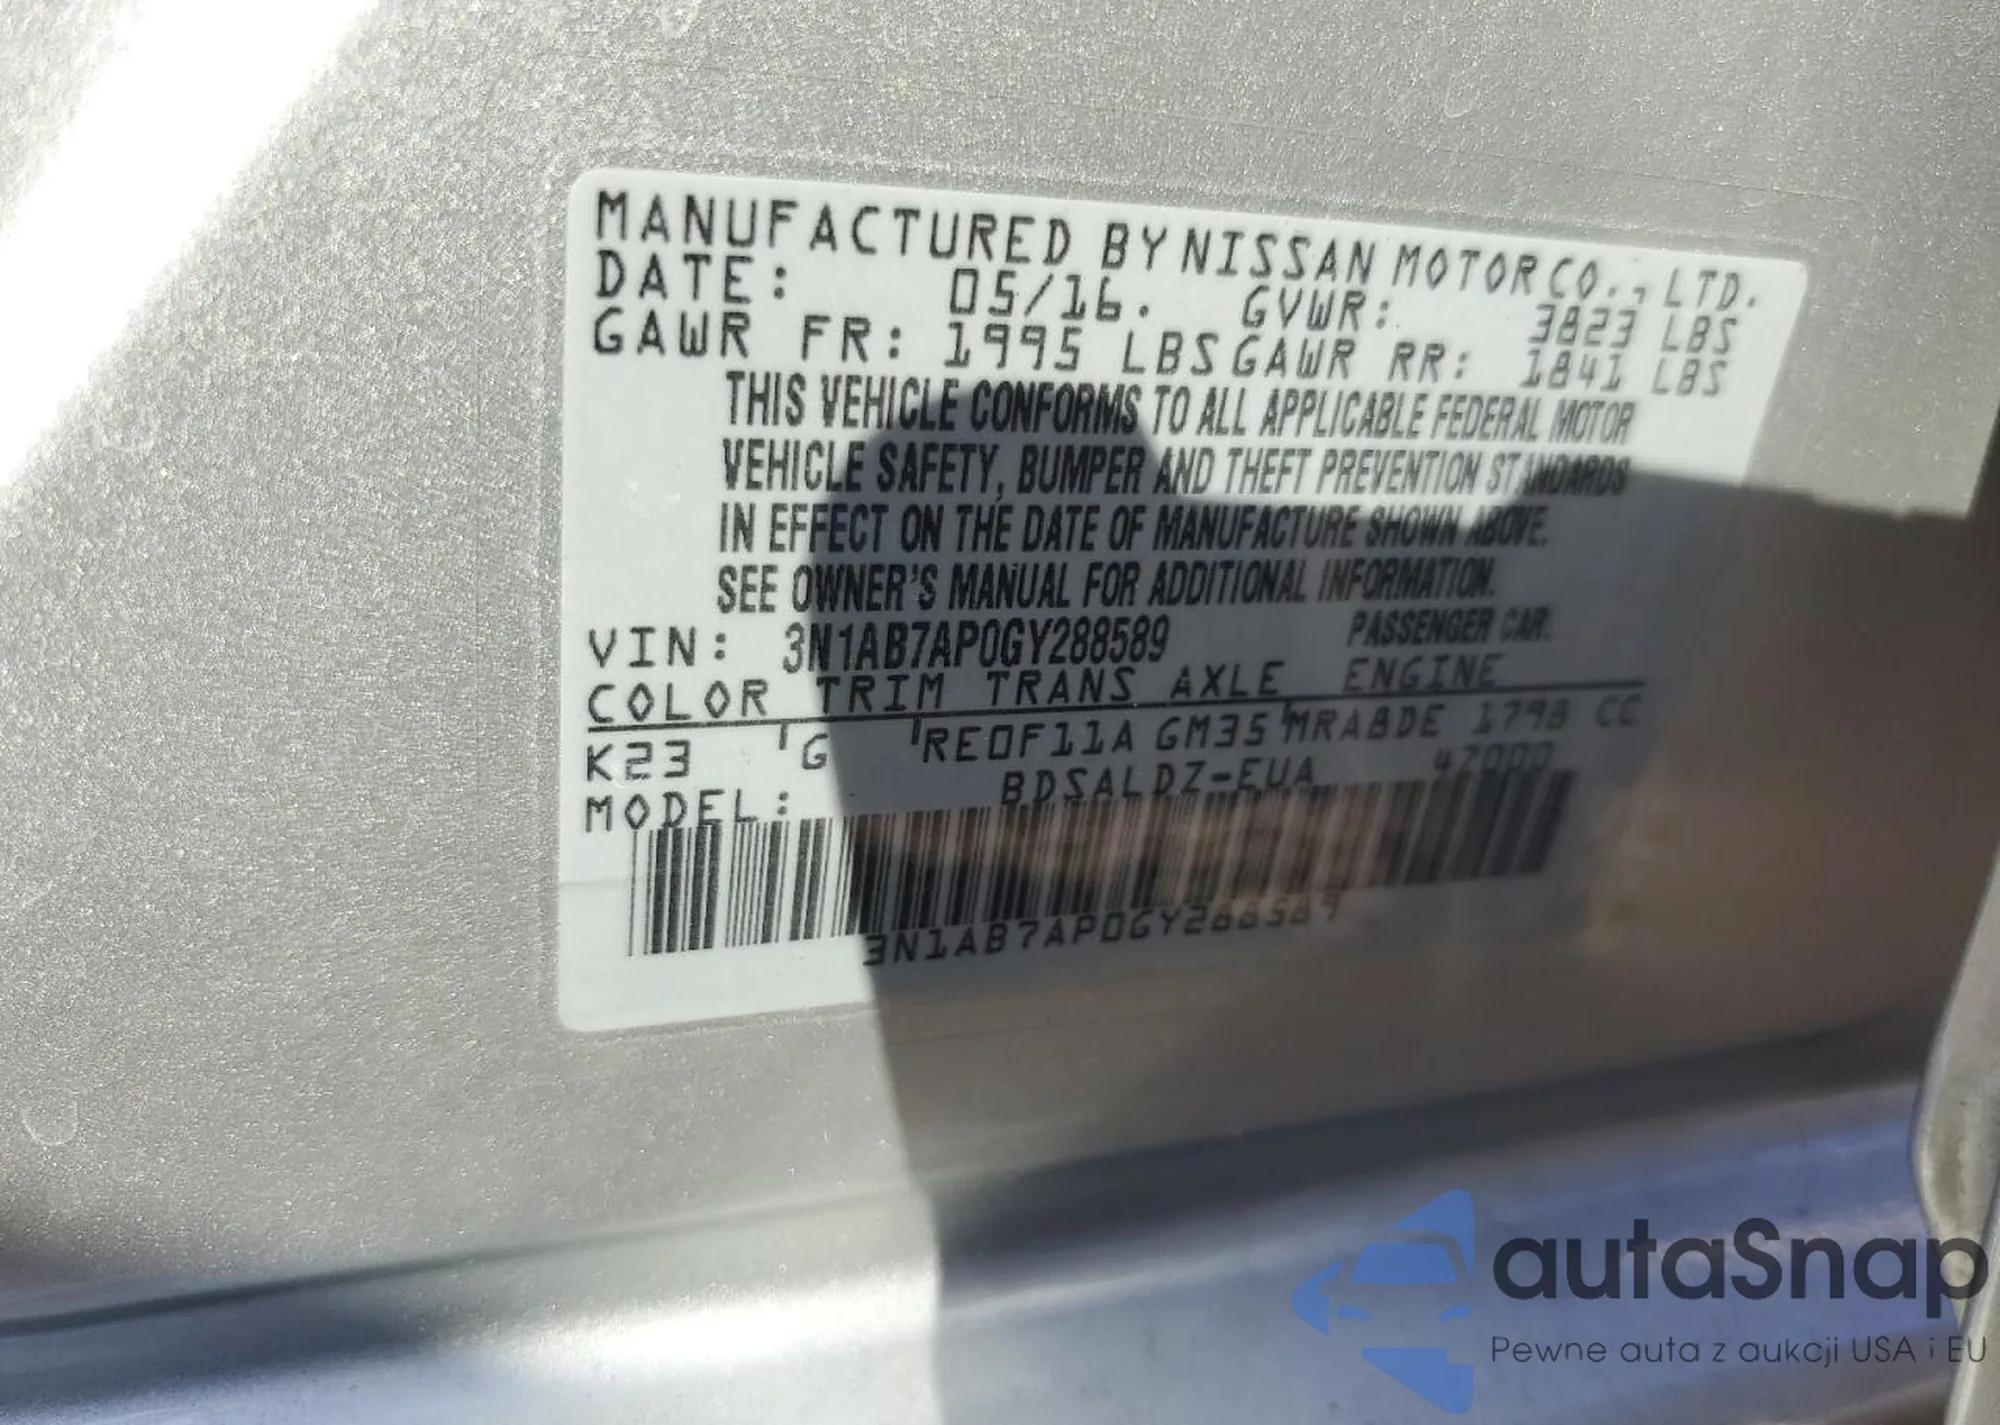 MANUFACTURED BY NISSAN MOTOR CO., LTD.
DATE: 05/16. GVWR: 3823 LBS
GAWR FR: 1995 LBS GAWR RR: 1841 LBS
THIS VEHICLE CONFORMS TO ALL APPLICABLE FEDERAL MOTOR
VEHICLE SAFETY, BUMPER AND THEFT PREVENTION STANDARDS
IN EFFECT ON THE DATE OF MANUFACTURE SHOWN ABOVE.
SEE OWNER'S MANUAL FOR ADDITIONAL INFORMATION.
VIN: 3N1AB7AP0GY288589 PASSENGER CAR.
COLOR TRIM TRANS AXLE ENGINE
K23 G RE0F11A GM35 MRA8DE 1798 CC
MODEL: BDSALDZ-EUA 47000
3N1AB7AP0GY288589
autaSnap
Pewne auta z aukcji USA i EU